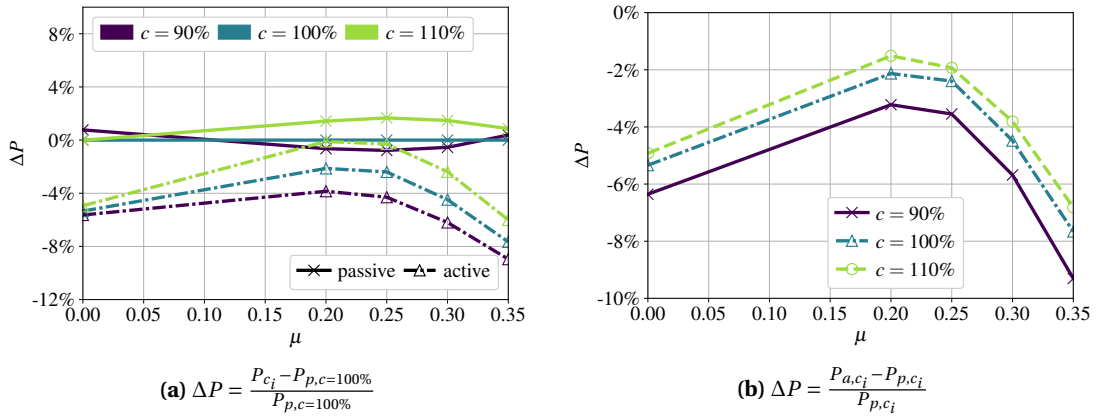 c = 90% c = 100% c = 110%
8%
4%
0%
-4%
-8%
-12%
ΔP
passive active
0.00 0.05 0.10 0.15 0.20 0.25 0.30 0.35
μ
(a) ΔP = \frac{P_{c_i} − P_{p,c=100%}}{P_{p,c=100%}}
0%
-2%
-4%
-6%
-8%
-10%
ΔP
c = 90%
c = 100%
c = 110%
0.00 0.05 0.10 0.15 0.20 0.25 0.30 0.35
μ
(b) ΔP = \frac{P_{a,c_i} − P_{p,c_i}}{P_{p,c_i}}